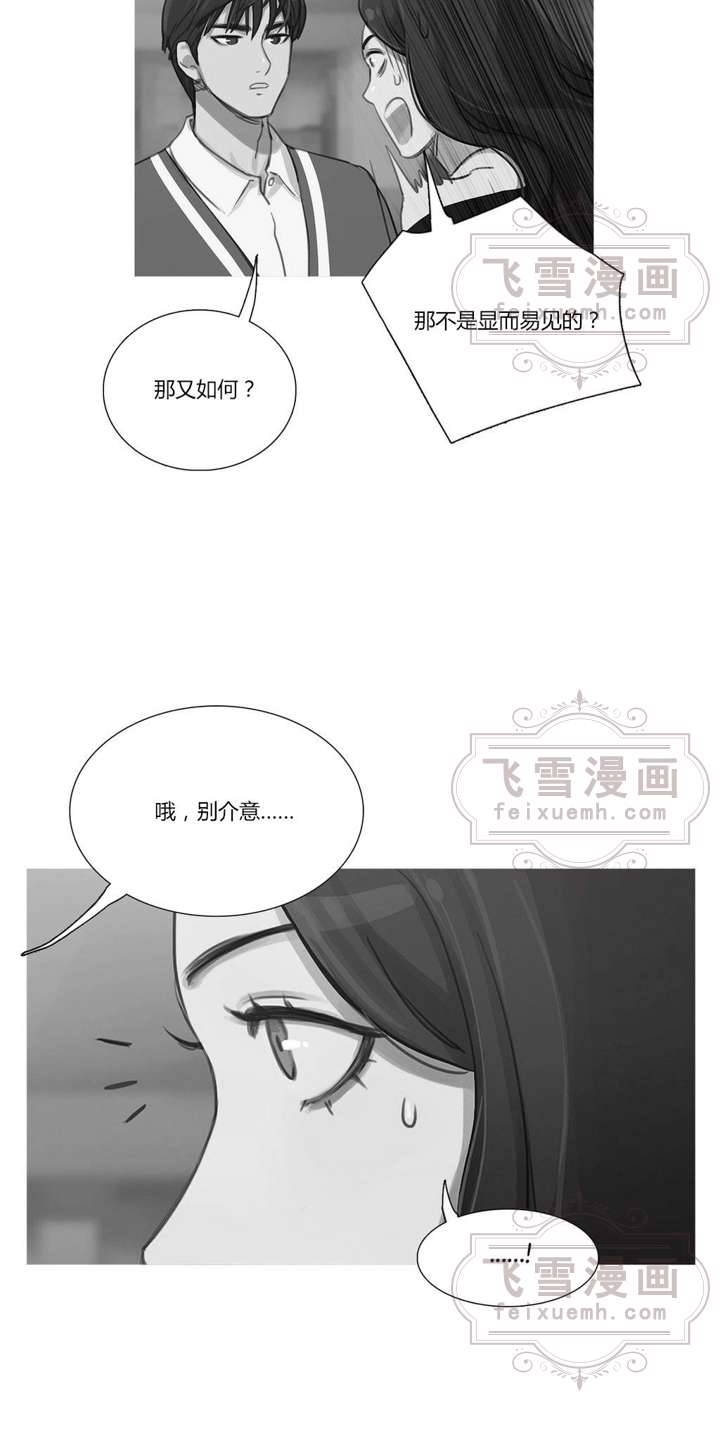 飞雪漫画
feixuemh.com
那不是显而易见的？
那又如何？
飞雪漫画
feixuemh.com
哦，别介意……
飞雪漫画
feixuemh.com
.......!